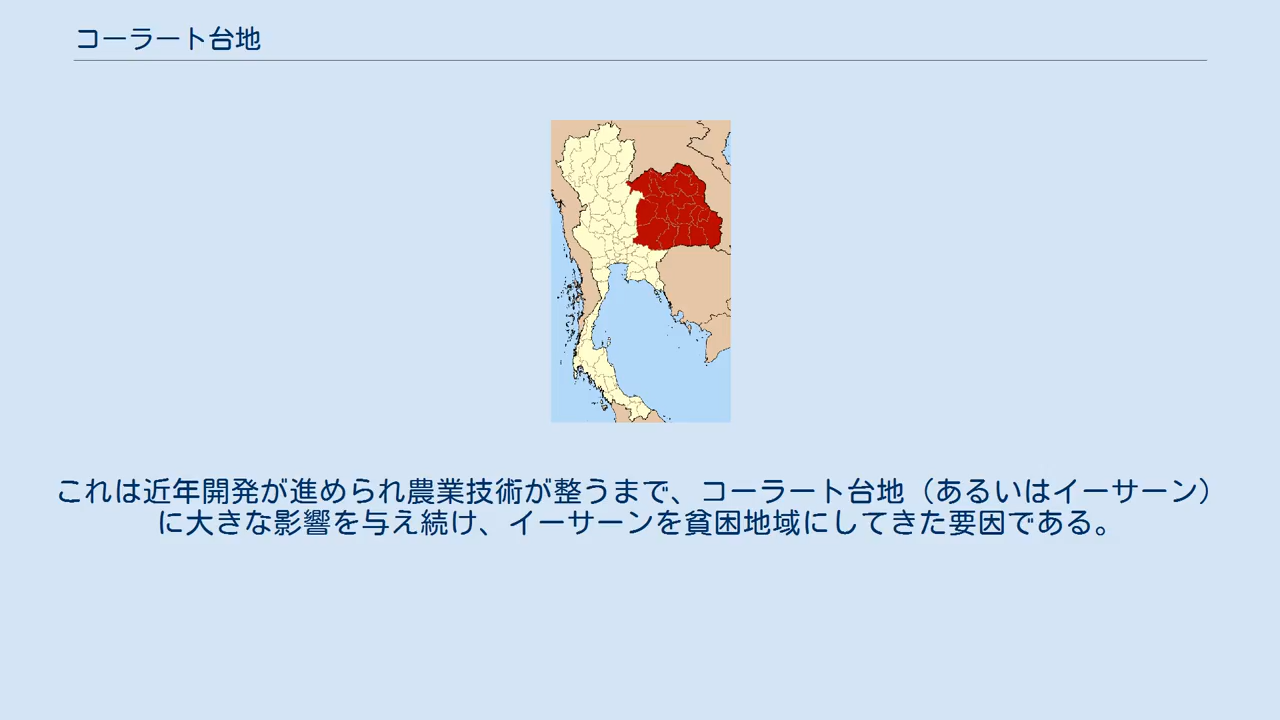 コーラート台地
これは近年開発が進められ農業技術が整うまで、コーラート台地（あるいはイーサーン）
に大きな影響を与え続け、イーサーンを貧困地域にしてきた要因である。